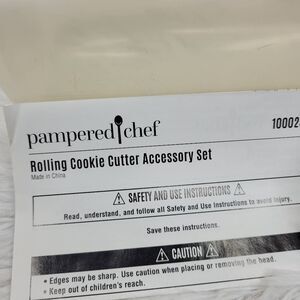 pampered chef
Rolling Cookie Cutter Accessory Set
Made in China
SAFETY AND USE INSTRUCTIONS
Read, understand, and follow all Safety and Use Instructions to avoid injury.
Save these instructions.
CAUTION
• Edges may be sharp. Use caution when placing or removing the head.
• Keep out of children's reach.